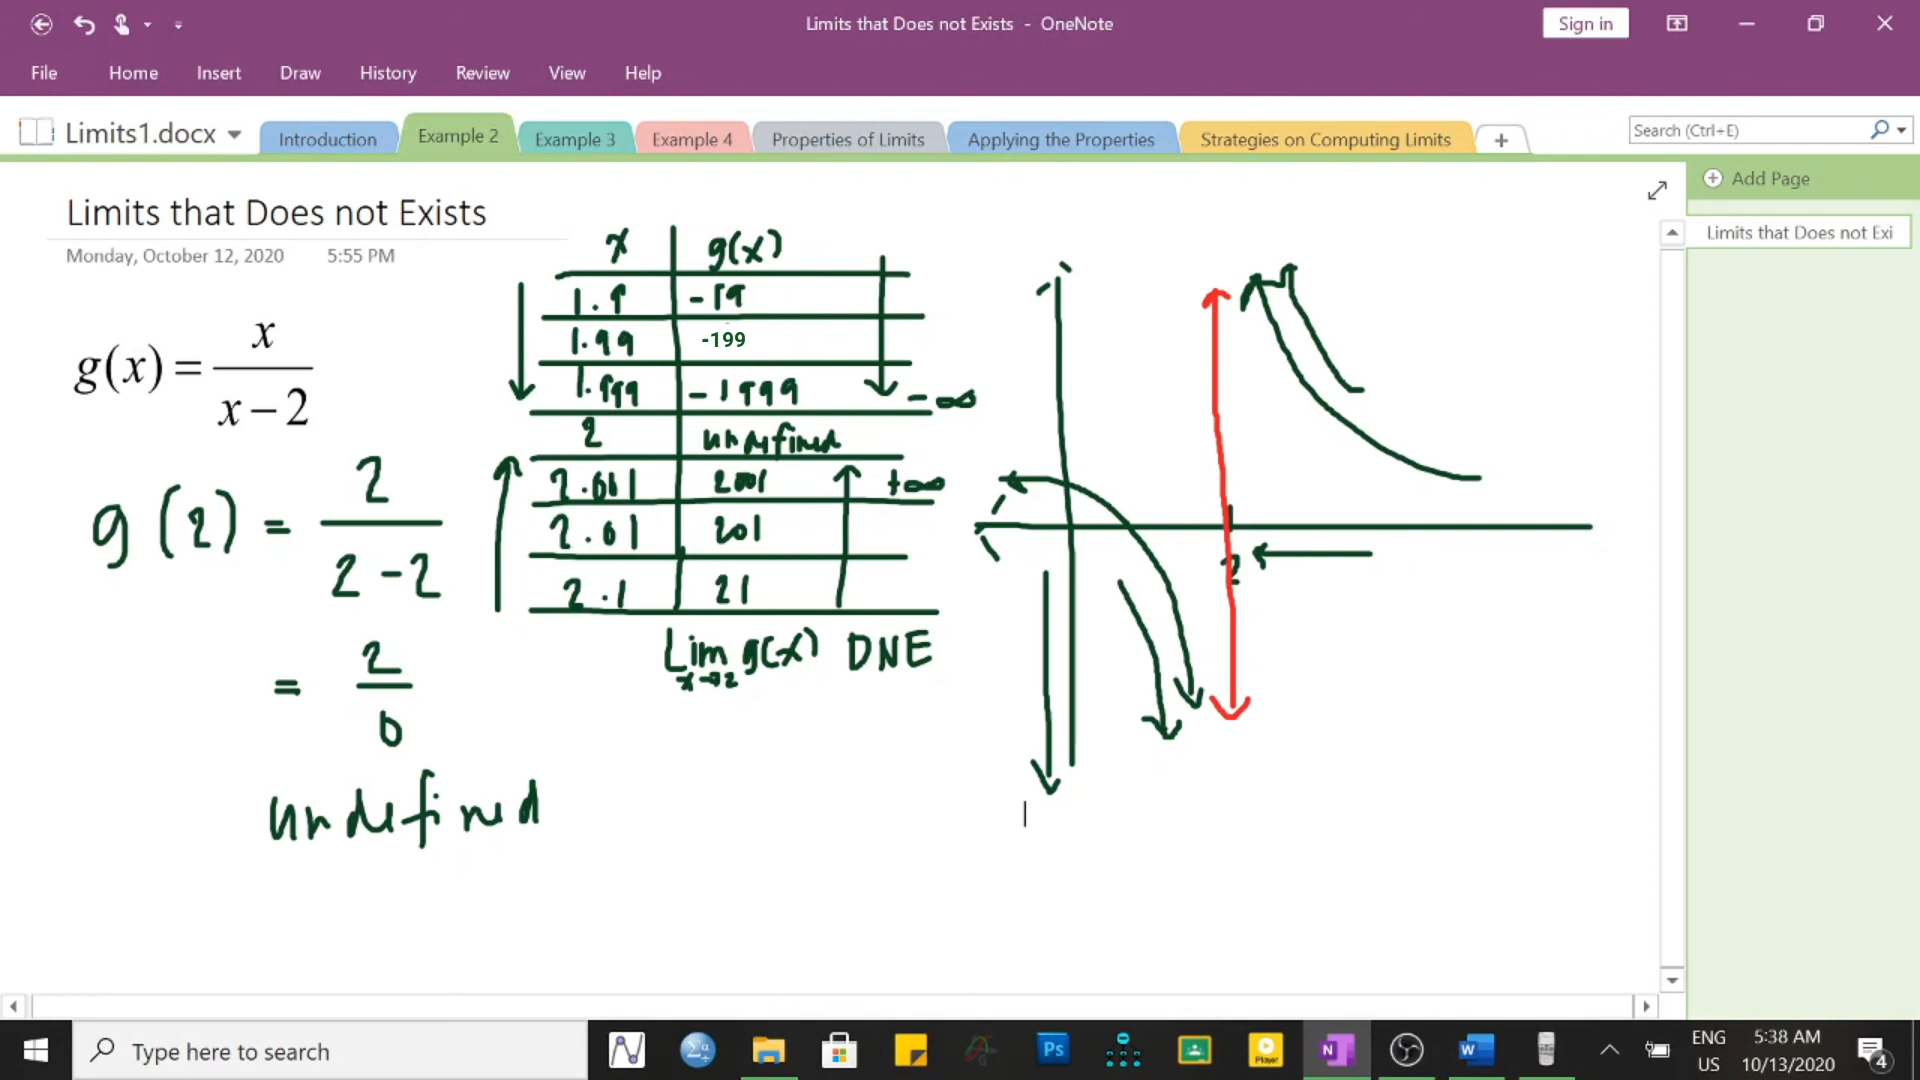 Limits that Does not Exists - OneNote
Sign in
File Home Insert Draw History Review View Help
Limits1.docx
Introduction Example 2 Example 3 Example 4 Properties of Limits Applying the Properties Strategies on Computing Limits
Search (Ctrl+E)
Add Page
Limits that Does not Exi
Limits that Does not Exists
Monday, October 12, 2020 5:55 PM
g(x) = x / (x − 2)
g(2) = 2 / (2 - 2)
= 2 / 0
undefined
x g(x)
1.9 -19
1.99 -199
1.999 -1999
-∞
2 undefined
2.001 2001
+∞
2.01 201
2.1 21
Lim g(x) DNE
x→2
2
Type here to search
Ps
Player
N
W
ENG
US
5:38 AM
10/13/2020
4